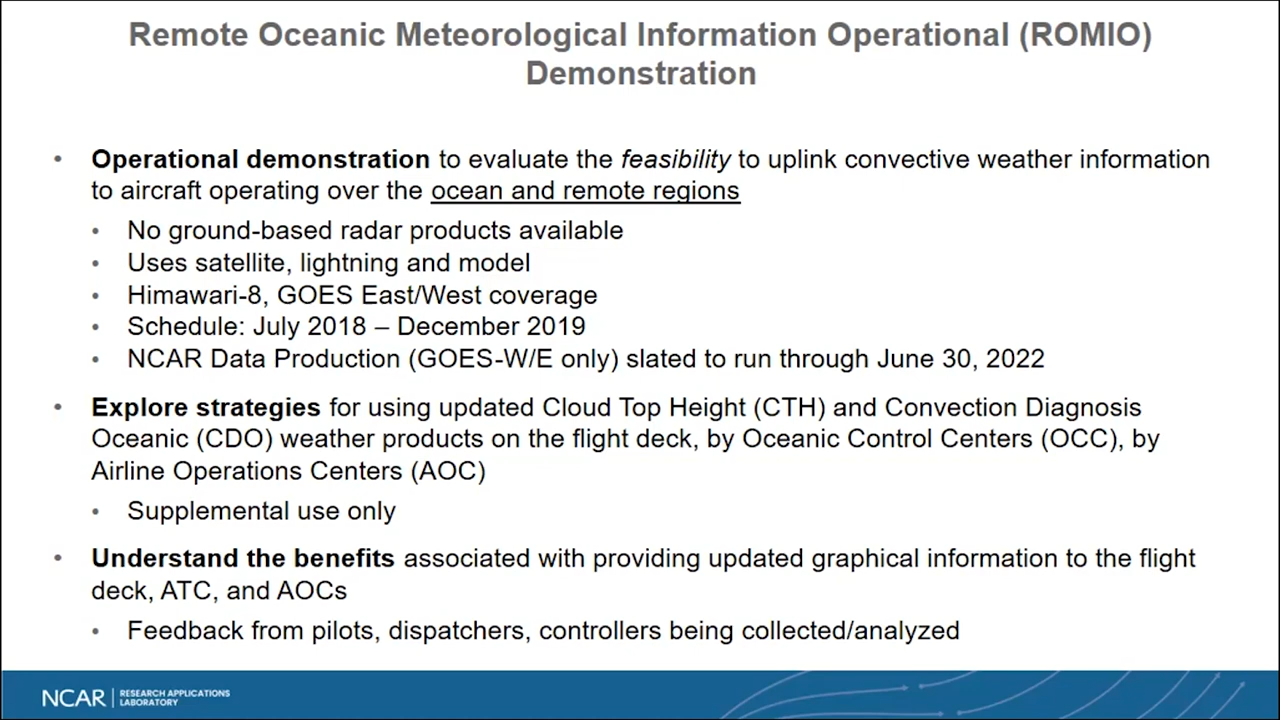 Remote Oceanic Meteorological Information Operational (ROMIO)
Demonstration
• Operational demonstration to evaluate the feasibility to uplink convective weather information
to aircraft operating over the ocean and remote regions
• No ground-based radar products available
• Uses satellite, lightning and model
• Himawari-8, GOES East/West coverage
• Schedule: July 2018 – December 2019
• NCAR Data Production (GOES-W/E only) slated to run through June 30, 2022
• Explore strategies for using updated Cloud Top Height (CTH) and Convection Diagnosis
Oceanic (CDO) weather products on the flight deck, by Oceanic Control Centers (OCC), by
Airline Operations Centers (AOC)
• Supplemental use only
• Understand the benefits associated with providing updated graphical information to the flight
deck, ATC, and AOCs
• Feedback from pilots, dispatchers, controllers being collected/analyzed
NCAR | RESEARCH APPLICATIONS
LABORATORY